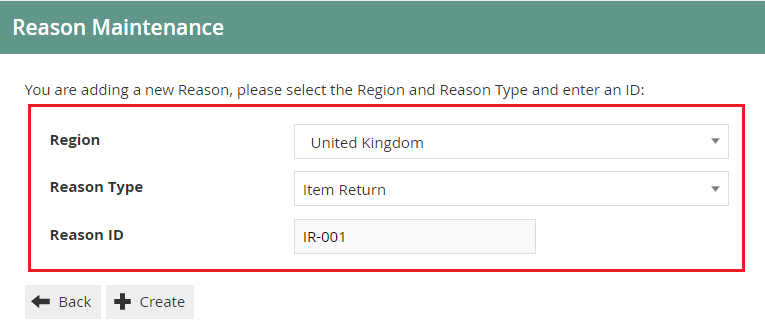 Reason Maintenance
You are adding a new Reason, please select the Region and Reason Type and enter an ID:
Region United Kingdom
Reason Type Item Return
Reason ID IR-001
Back Create